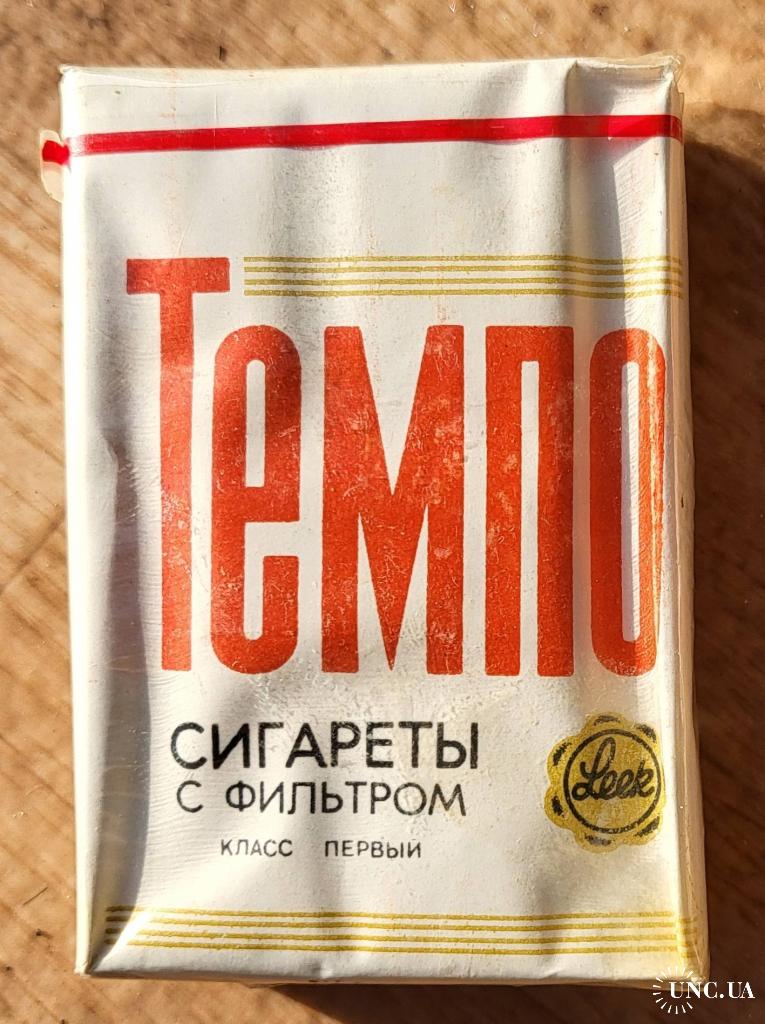 Темпо
СИГАРЕТЫ
С ФИЛЬТРОМ
КЛАСС ПЕРВЫЙ
Leek
UNC.UA